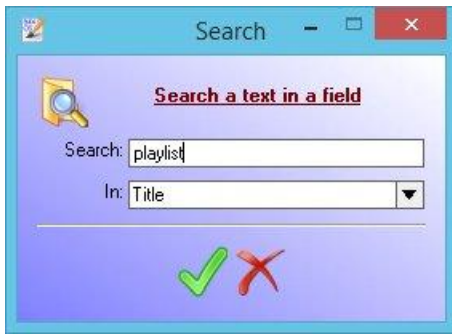 Search
Search a text in a field
Search: playlist
In: Title